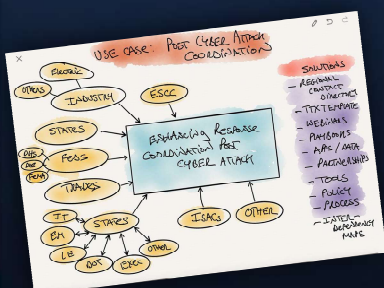 USE CASE: POST CYBER ATTACK
COORDINATION
ELECTRIC
OTHERS
INDUSTRY
ESCC
STATES
DHS
DOE
FEMA
FEDS
TRADES
ENHANCING RESPONSE
COORDINATION POST
CYBER ATTACK
IT
EM
LE
DOT
EXEC
OTHER
STATES
ISACs
OTHER
SOLUTIONS
- REGIONAL
CONTACT
DIRECTORY
- TTX TEMPLATE
- WEBINARS
- PLAYBOOKS
- APPS / DATA
- PARTNERSHIPS
- TOOLS
- POLICY
- PROCESS
- INTER-
DEPENDENCY
MAPS